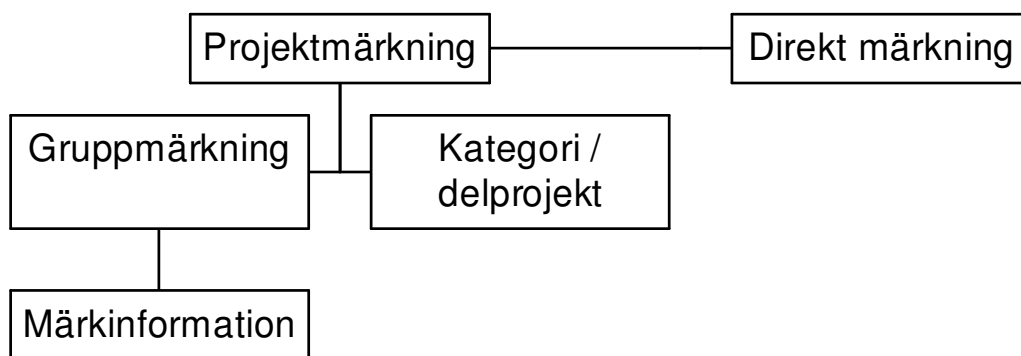 Projektmärkning
Direkt märkning
Gruppmärkning
Kategori /
delprojekt
Märkinformation